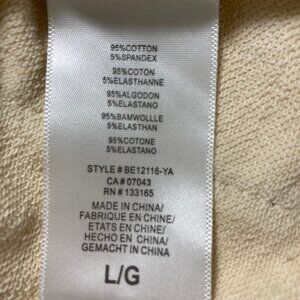 95%COTTON
5%SPANDEX
95%COTON
5%ELASTHANNE
95%ALGODON
5%ELASTANO
95%BAMWOLLLE
5%ELASTHAN
95%COTONE
5%ELASTANO
STYLE # BE12116-YA
CA # 07043
RN # 133165
MADE IN CHINA/
FABRIQUE EN CHINE/
ETATS EN CHINE/
HECHO EN CHINA/
GEMACHT IN CHINA
L/G